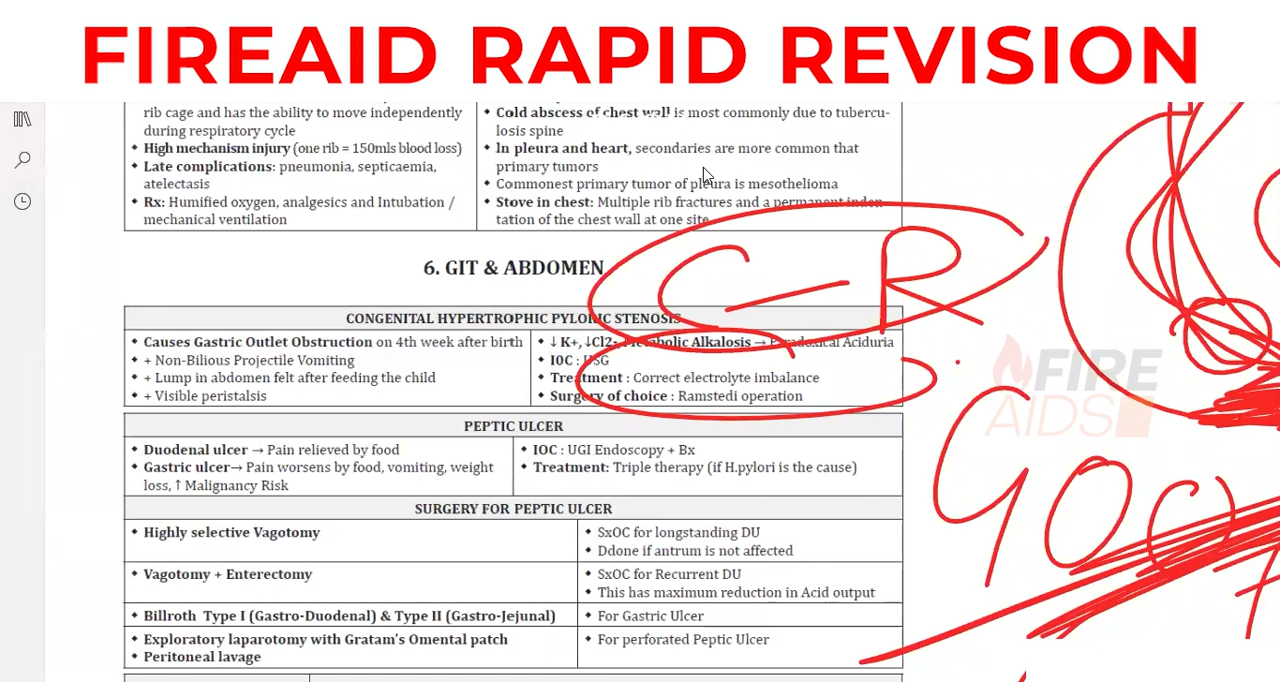 FIREAID RAPID REVISION
rib cage and has the ability to move independently
during respiratory cycle
◆ High mechanism injury (one rib = 150mls blood loss)
◆ Late complications: pneumonia, septicaemia,
atelectasis
◆ Rx: Humified oxygen, analgesics and Intubation /
mechanical ventilation
◆ Cold abscess of chest wall is most commonly due to tubercu-
losis spine
◆ In pleura and heart, secondaries are more common that
primary tumors
◆ Commonest primary tumor of pleura is mesothelioma
◆ Stove in chest: Multiple rib fractures and a permanent inden-
tation of the chest wall at one site
6. GIT & ABDOMEN
C-R
CONGENITAL HYPERTROPHIC PYLORIC STENOSIS
◆ Causes Gastric Outlet Obstruction on 4th week after birth
◆ + Non-Bilious Projectile Vomiting
◆ + Lump in abdomen felt after feeding the child
◆ + Visible peristalsis
◆ ↓ K+, ↓Cl2-, Metabolic Alkalosis → Paradoxical Aciduria
◆ IOC : USG
◆ Treatment : Correct electrolyte imbalance
◆ Surgery of choice : Ramstedi operation
FIRE
AIDS
PEPTIC ULCER
◆ Duodenal ulcer → Pain relieved by food
◆ Gastric ulcer→ Pain worsens by food, vomiting, weight
loss, ↑ Malignancy Risk
◆ IOC : UGI Endoscopy + Bx
◆ Treatment: Triple therapy (if H.pylori is the cause)
SURGERY FOR PEPTIC ULCER
◆ Highly selective Vagotomy
◆ SxOC for longstanding DU
◆ Ddone if antrum is not affected
◆ Vagotomy + Enterectomy
◆ SxOC for Recurrent DU
◆ This has maximum reduction in Acid output
◆ Billroth Type I (Gastro-Duodenal) & Type II (Gastro-Jejunal)
◆ For Gastric Ulcer
◆ Exploratory laparotomy with Gratam's Omental patch
◆ Peritoneal lavage
◆ For perforated Peptic Ulcer